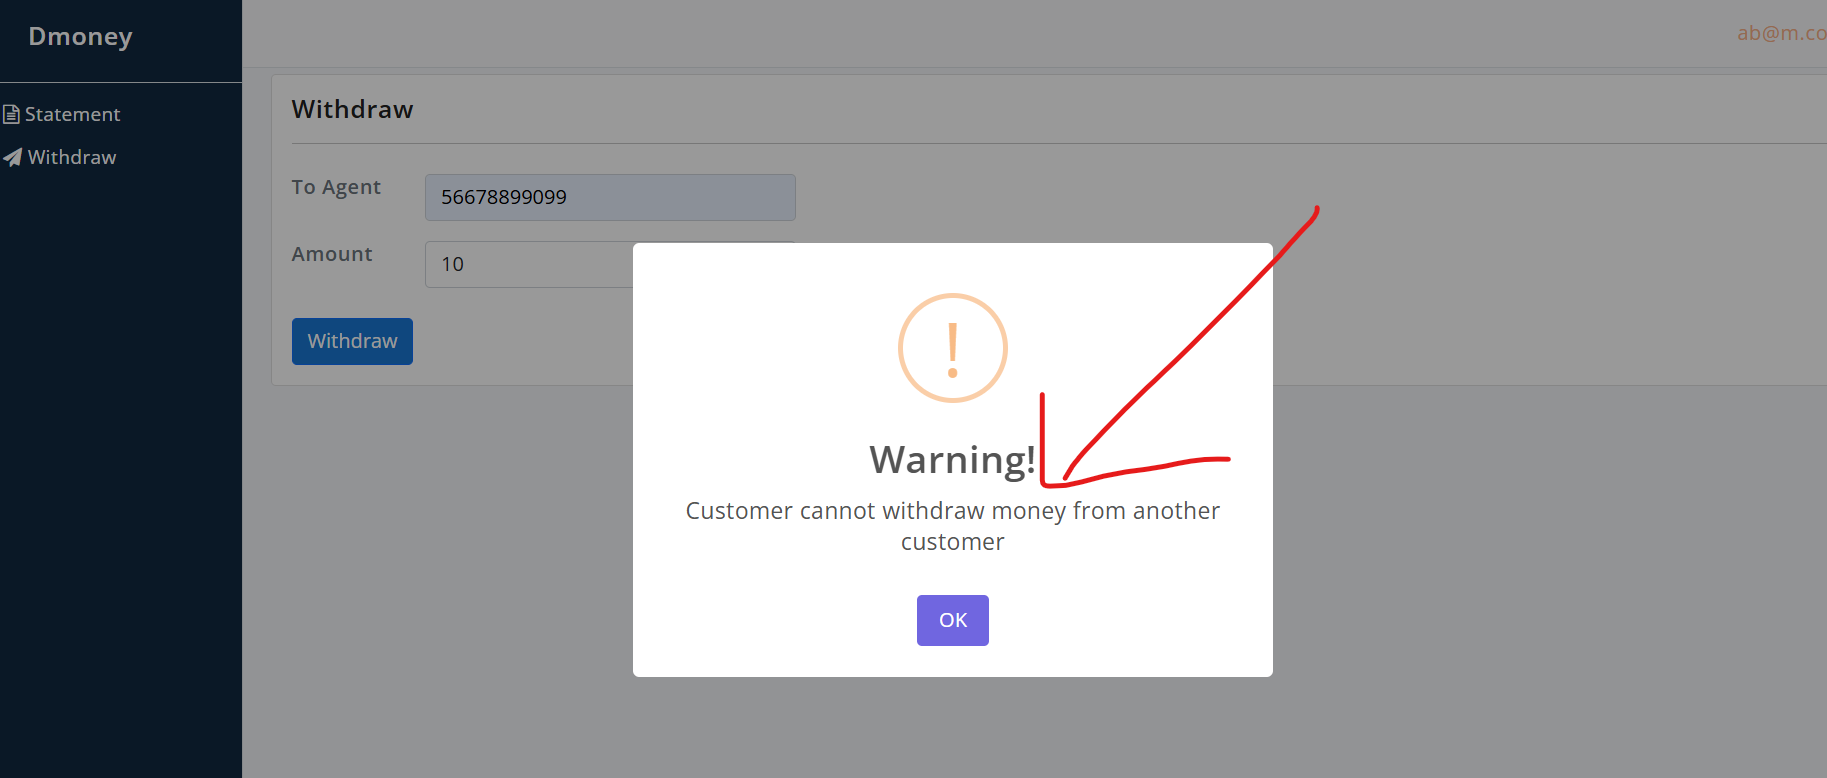 Dmoney
ab@m.co
Statement
Withdraw
Withdraw
To Agent
56678899099
Amount
10
Withdraw
!
Warning!
Customer cannot withdraw money from another
customer
OK